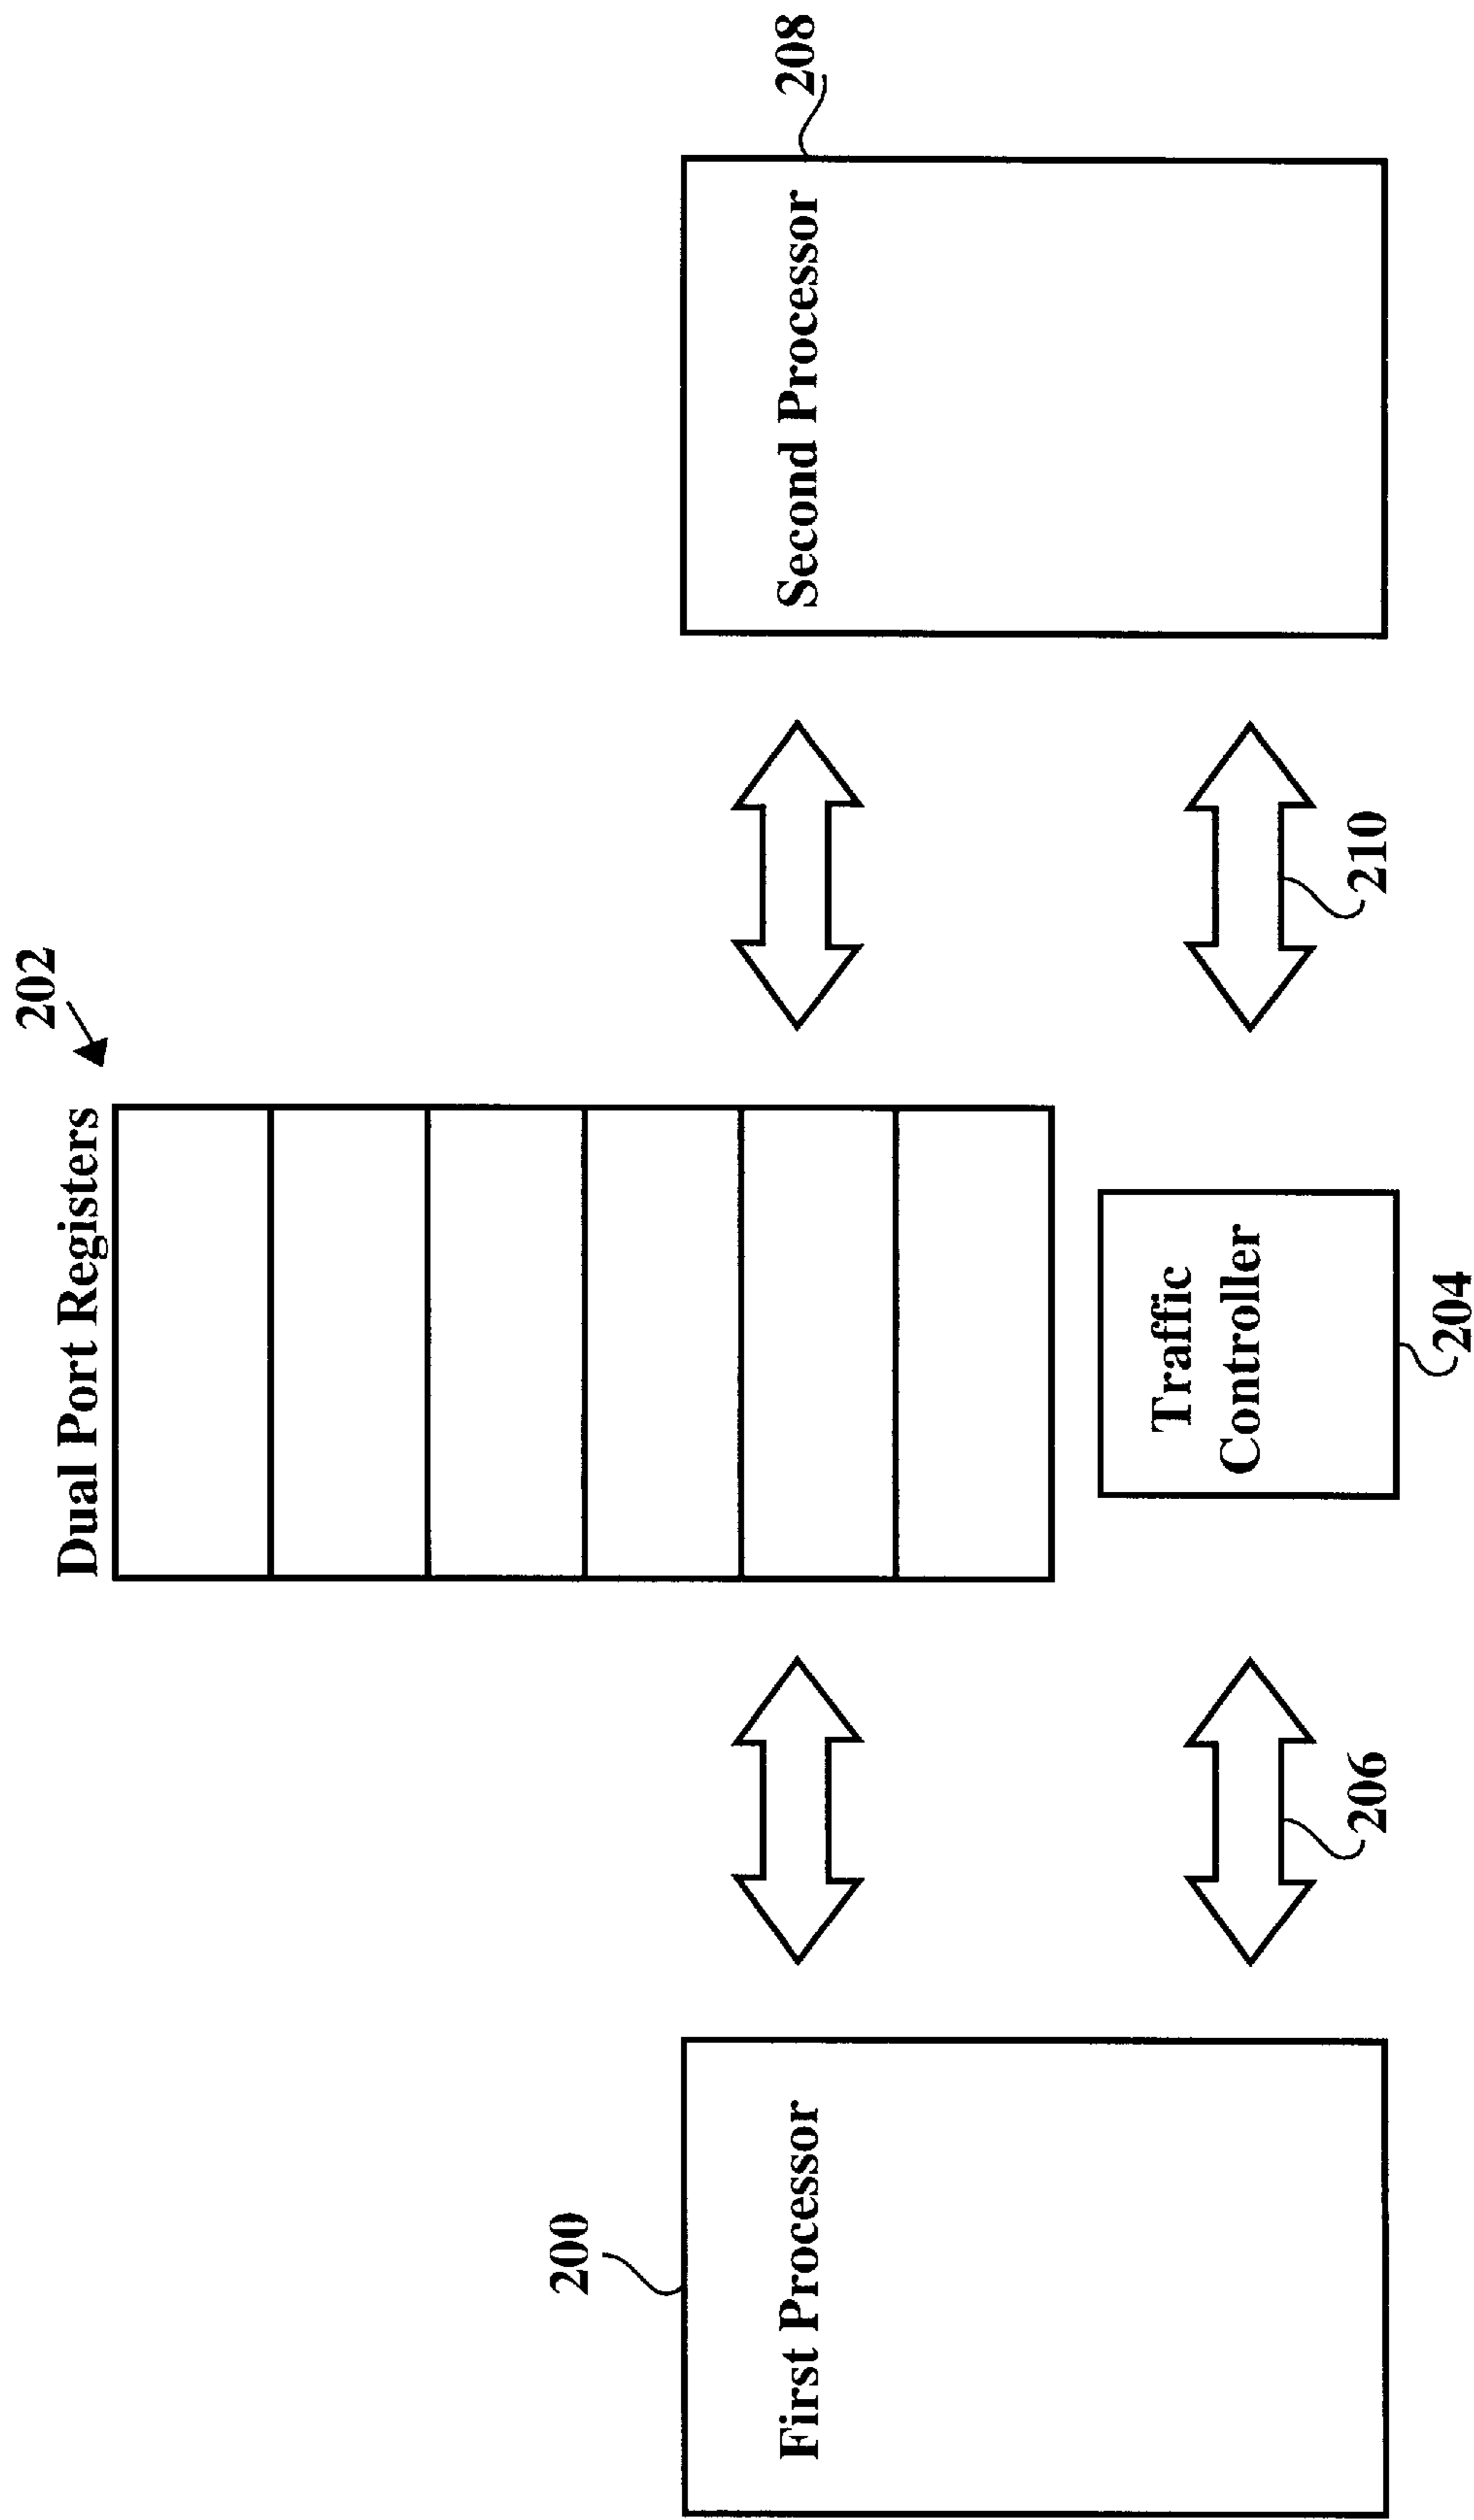 202
Dual Port Registers
200
First Processor
Second Processor
208
Traffic
Controller
206
210
204